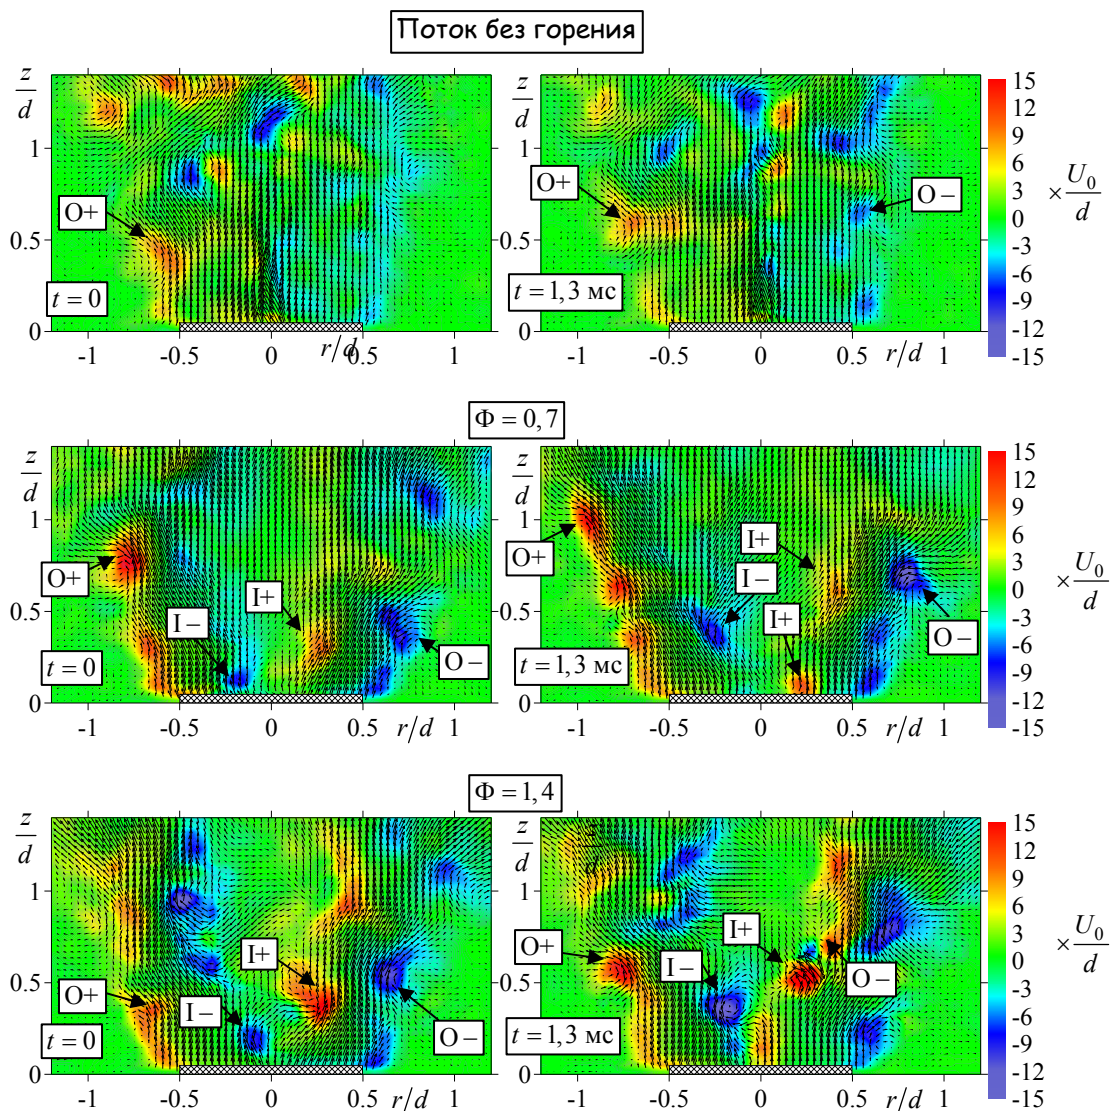 Поток без горения
z/d
1
0.5
0
O+
t = 0
-1 -0.5 0 0.5 1
r/d
z/d
1
0.5
0
O+
O −
t = 1,3 мс
-1 -0.5 0 0.5 1
r/d
15
9
6
3
0
-3
-6
-9
-12
-15
× U₀/d
Φ = 0,7
z/d
1
0.5
0
O+
I −
I+
O −
t = 0
-1 -0.5 0 0.5 1
r/d
z/d
1
0.5
0
O+
I+
I −
I+
O −
t = 1,3 мс
-1 -0.5 0 0.5 1
r/d
15
12
9
6
3
0
-3
-6
-9
-12
-15
× U₀/d
Φ = 1,4
z/d
1
0.5
0
O+
I −
I+
O −
t = 0
-1 -0.5 0 0.5 1
r/d
z/d
z/d
1
0.5
0
O+
I −
I+
O −
t = 1,3 мс
-1 -0.5 0 0.5 1
r/d
15
12
9
6
3
0
-3
-6
-9
-12
-15
× U₀/d